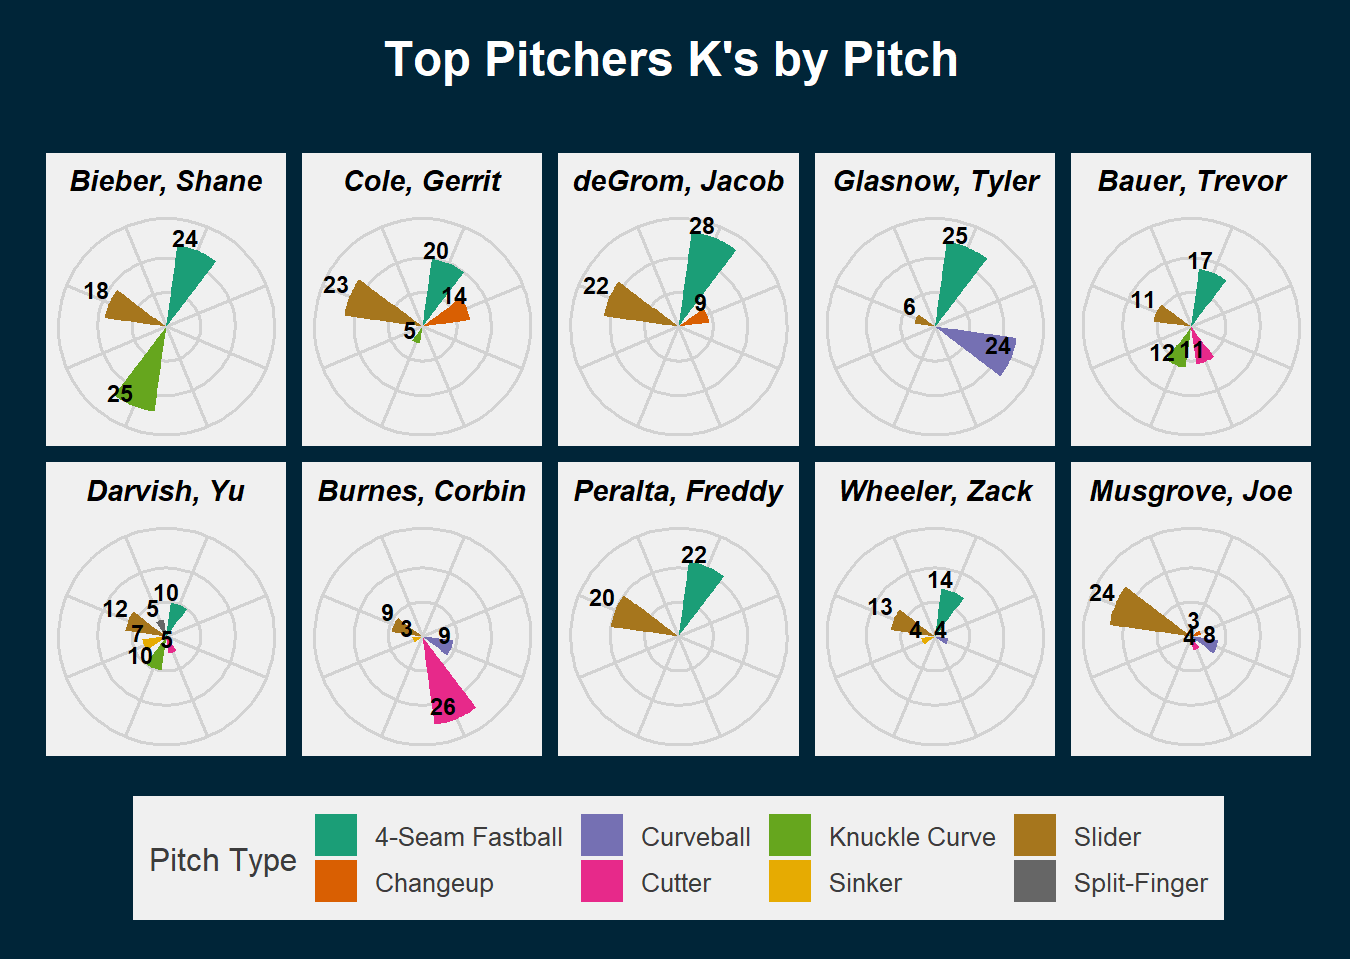 Top Pitchers K's by Pitch
Bieber, Shane
24
18
25
Cole, Gerrit
20
23
14
5
deGrom, Jacob
28
22
9
Glasnow, Tyler
25
6
24
Bauer, Trevor
17
11
12
11
Darvish, Yu
10
12
5
7
5
10
Burnes, Corbin
9
3
9
26
Peralta, Freddy
22
20
Wheeler, Zack
14
13
4
4
Musgrove, Joe
24
3
4
8
Pitch Type
4-Seam Fastball
Curveball
Knuckle Curve
Slider
Changeup
Cutter
Sinker
Split-Finger